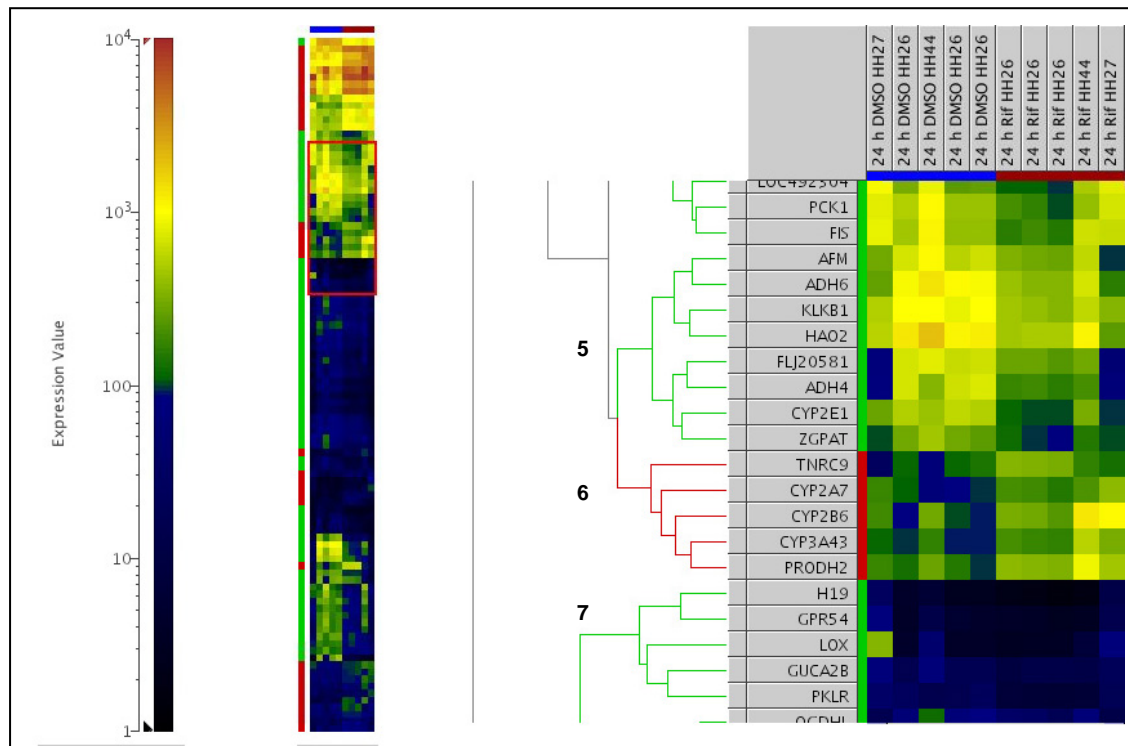 10⁴
10³
100
10
1
Expression Value
24 h DMSO HH27
24 h DMSO HH26
24 h DMSO HH44
24 h DMSO HH26
24 h DMSO HH26
24 h Rif HH26
24 h Rif HH26
24 h Rif HH26
24 h Rif HH44
24 h Rif HH27
LOC492304
PCK1
FIS
AFM
ADH6
KLKB1
HAO2
5
FLJ20581
ADH4
CYP2E1
ZGPAT
TNRC9
6
CYP2A7
CYP2B6
CYP3A43
PRODH2
H19
7
GPR54
LOX
GUCA2B
PKLR
OGDHL